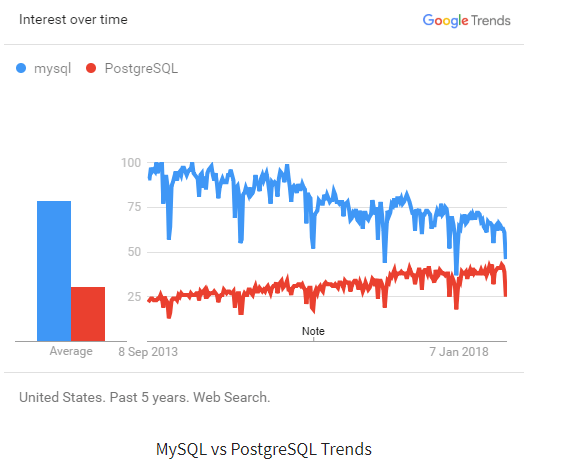 Interest over time
Google Trends
mysql PostgreSQL
100
75
50
25
Note
Average 8 Sep 2013 7 Jan 2018
United States. Past 5 years. Web Search.
MySQL vs PostgreSQL Trends